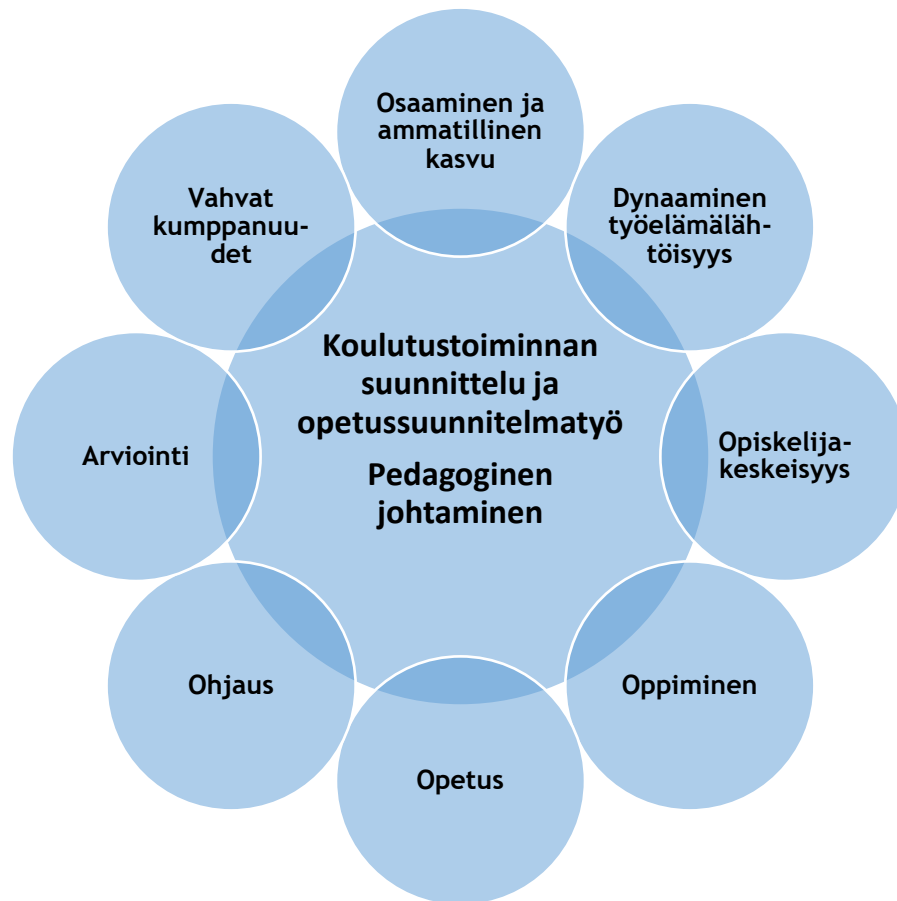 Osaaminen ja
ammatillinen
kasvu
Dynaaminen
työelämäläh-
töisyys
Opiskelija-
keskeisyys
Oppiminen
Opetus
Ohjaus
Arviointi
Vahvat
kumppanuu-
det
Koulutustoiminnan
suunnittelu ja
opetussuunnitelmatyö
Pedagoginen
johtaminen